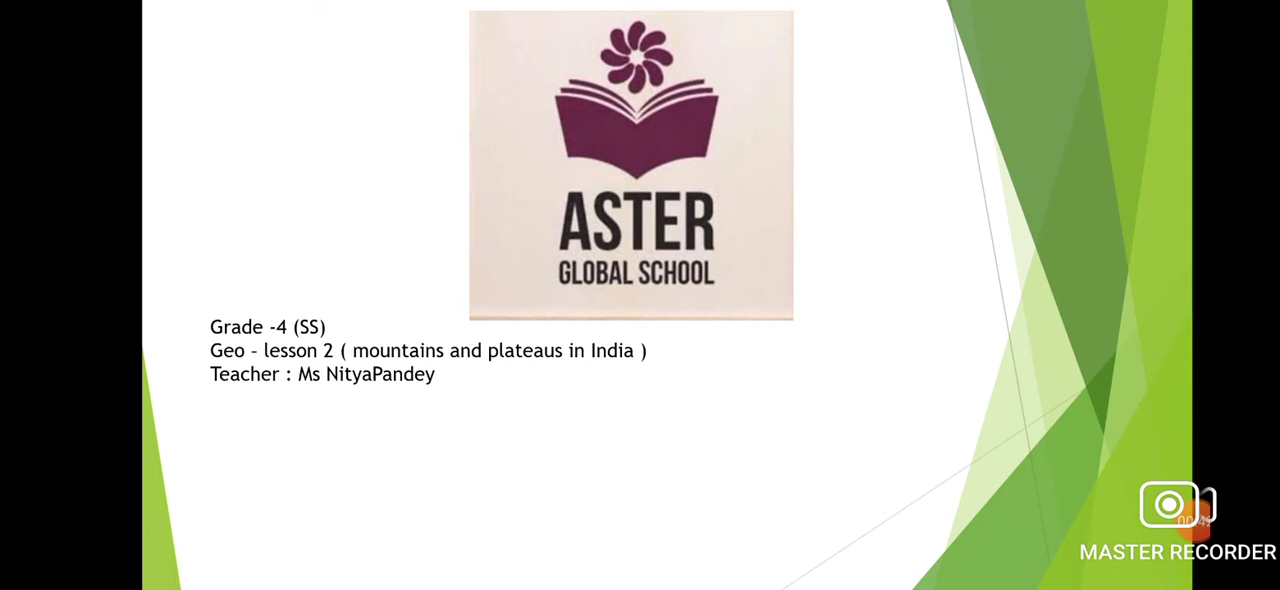 ASTER
GLOBAL SCHOOL
Grade -4 (SS)
Geo – lesson 2 ( mountains and plateaus in India )
Teacher : Ms NityaPandey
MASTER RECORDER